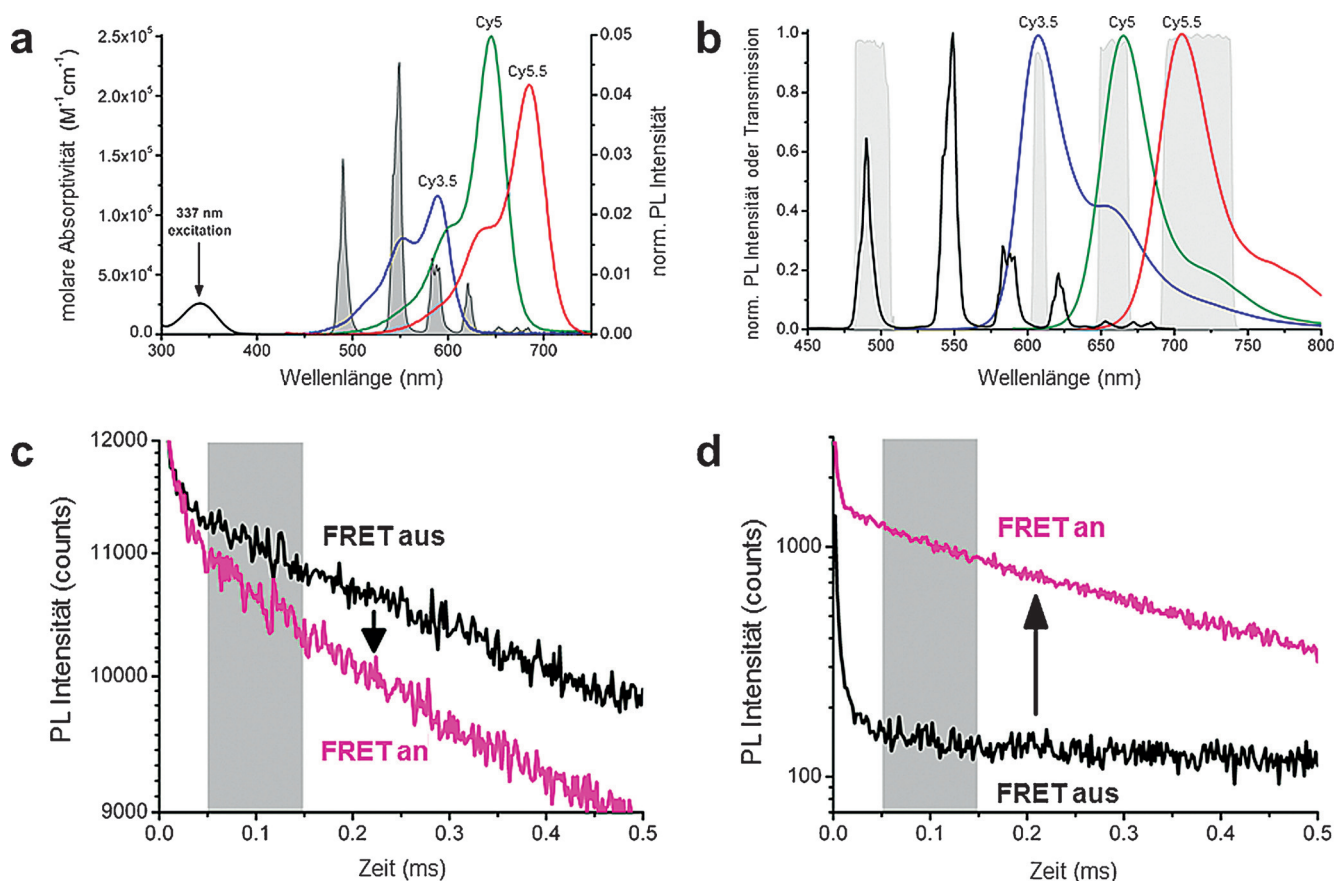 a
Cy5
Cy5.5
Cy3.5
337 nm
excitation
2.5x10⁵
2.0x10⁵
1.5x10⁵
1.0x10⁵
5.0x10⁴
0.0
0.05
0.04
0.03
0.02
0.01
0.00
300
400
500
600
700
molare Absorptivität (M⁻¹cm⁻¹)
norm. PL Intensität
Wellenlänge (nm)
b
Cy3.5
Cy5
Cy5.5
1.0
0.8
0.6
0.4
0.2
0.0
450
500
550
600
650
700
750
800
norm. PL Intensität oder Transmission
Wellenlänge (nm)
c
12000
11000
10000
9000
FRET aus
FRET an
0.0
0.1
0.2
0.3
0.4
0.5
PL Intensität (counts)
Zeit (ms)
d
1000
100
FRET an
FRET aus
0.0
0.1
0.2
0.3
0.4
0.5
PL Intensität (counts)
Zeit (ms)